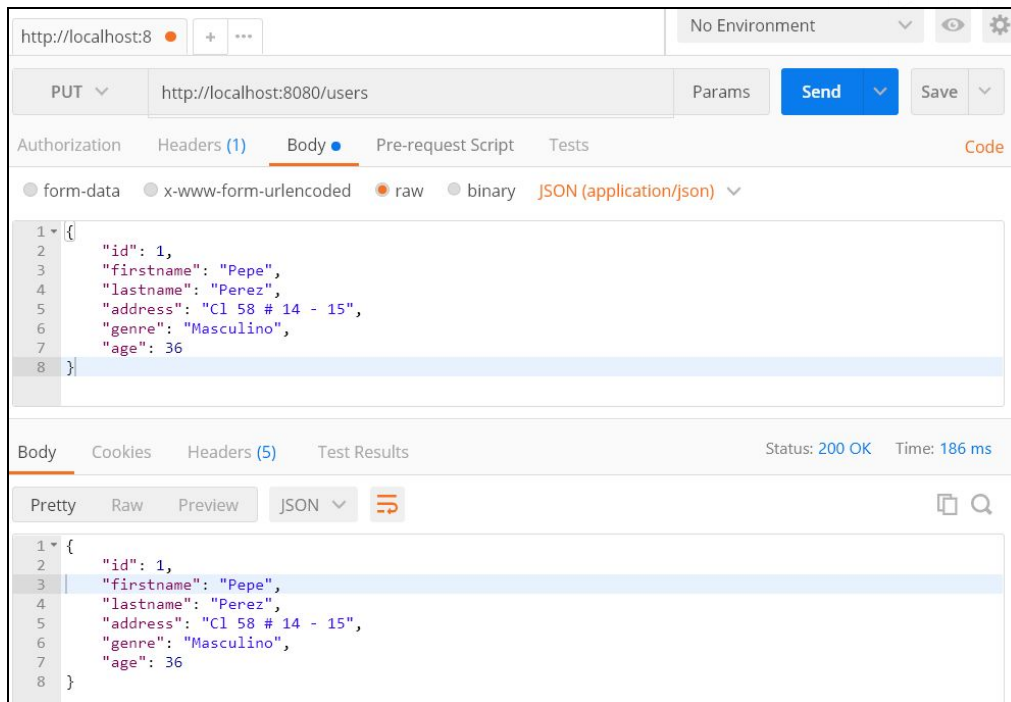 http://localhost:8 + ••• No Environment
PUT http://localhost:8080/users Params Send Save
Authorization Headers (1) Body Pre-request Script Tests Code
form-data x-www-form-urlencoded raw binary JSON (application/json)
1 {
2 "id": 1,
3 "firstname": "Pepe",
4 "lastname": "Perez",
5 "address": "Cl 58 # 14 - 15",
6 "genre": "Masculino",
7 "age": 36
8 }
Body Cookies Headers (5) Test Results Status: 200 OK Time: 186 ms
Pretty Raw Preview JSON
1 {
2 "id": 1,
3 "firstname": "Pepe",
4 "lastname": "Perez",
5 "address": "Cl 58 # 14 - 15",
6 "genre": "Masculino",
7 "age": 36
8 }